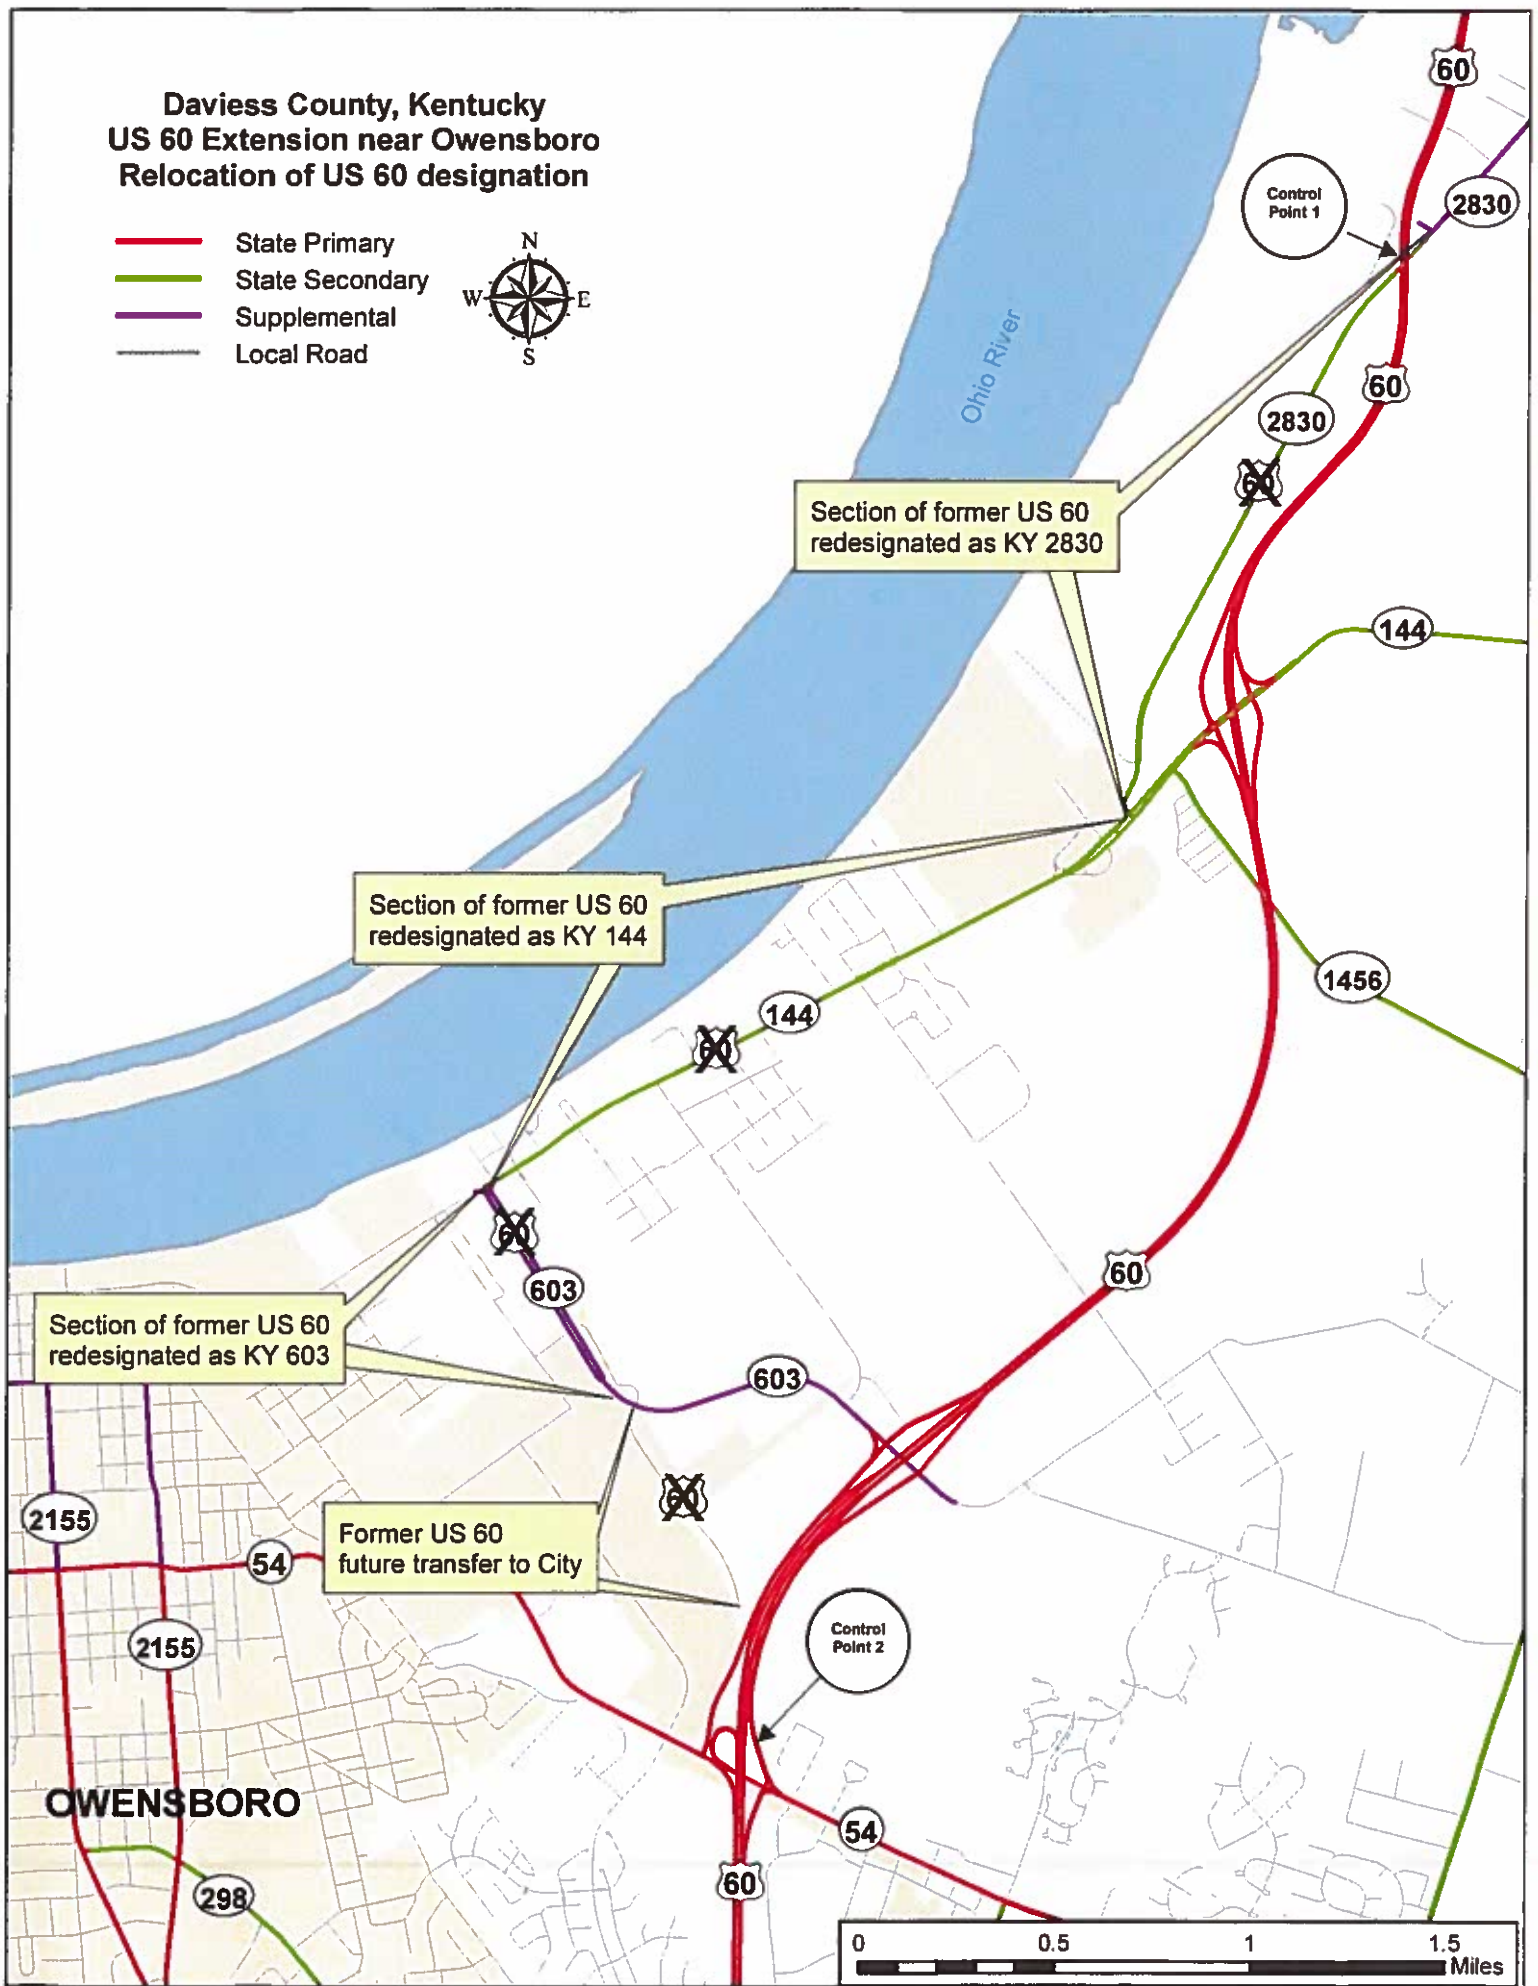 Daviess County, Kentucky
US 60 Extension near Owensboro
Relocation of US 60 designation
State Primary
State Secondary
Supplemental
Local Road
N
W
E
S
60
Control
Point 1
2830
Ohio River
60
2830
60
Section of former US 60
redesignated as KY 2830
144
Section of former US 60
redesignated as KY 144
1456
144
60
60
603
60
Section of former US 60
redesignated as KY 603
603
60
2155
54
Former US 60
future transfer to City
2155
Control
Point 2
OWENSBORO
54
60
298
0
0.5
1
1.5
Miles